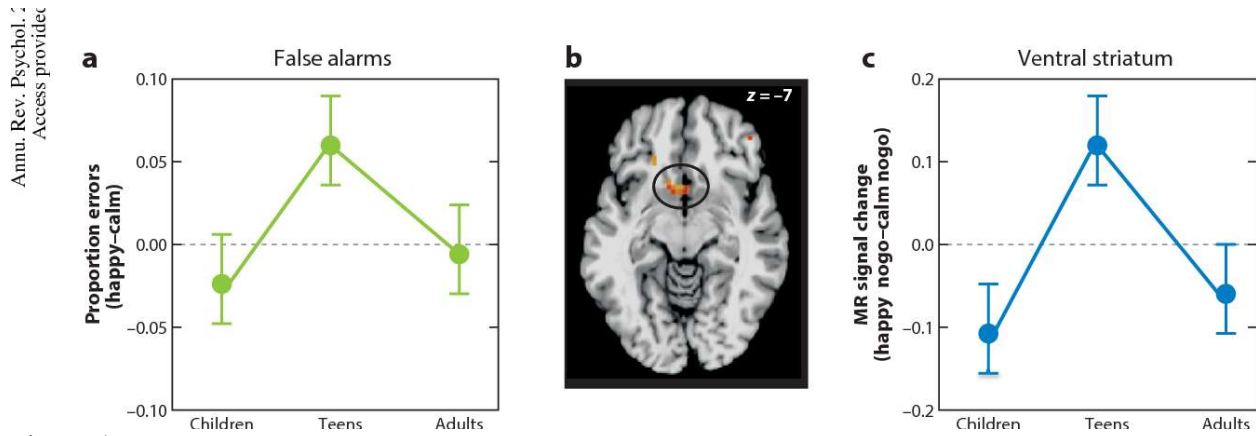 Annu. Rev. Psychol.
Access provided
a
False alarms
0.10
0.05
0.00
–0.05
–0.10
Proportion errors
(happy–calm)
Children
Teens
Adults
b
z = –7
c
Ventral striatum
0.2
0.1
0.0
–0.1
–0.2
MR signal change
(happy nogo–calm nogo)
Children
Teens
Adults